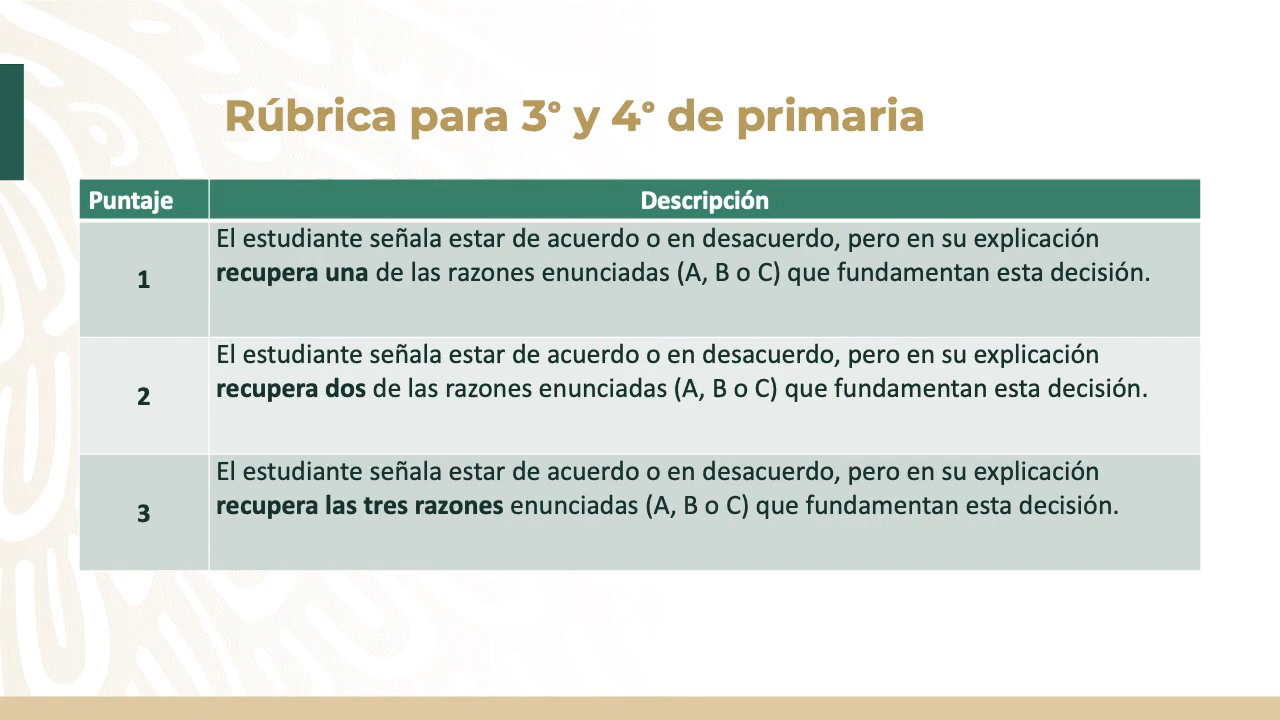 Rúbrica para 3° y 4° de primaria
Puntaje
Descripción
1
El estudiante señala estar de acuerdo o en desacuerdo, pero en su explicación
recupera una de las razones enunciadas (A, B o C) que fundamentan esta decisión.
2
El estudiante señala estar de acuerdo o en desacuerdo, pero en su explicación
recupera dos de las razones enunciadas (A, B o C) que fundamentan esta decisión.
3
El estudiante señala estar de acuerdo o en desacuerdo, pero en su explicación
recupera las tres razones enunciadas (A, B o C) que fundamentan esta decisión.